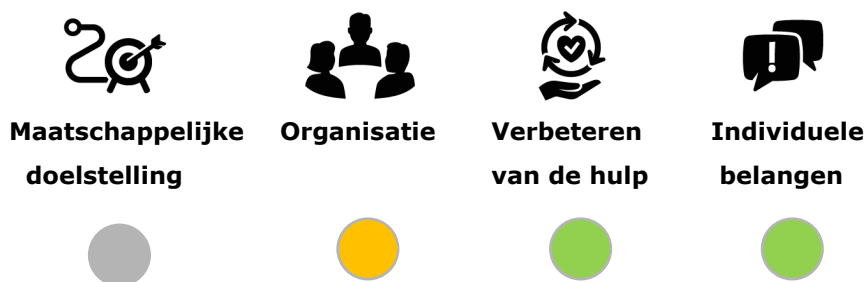 Maatschappelijke doelstelling
Organisatie
Verbeteren van de hulp
Individuele belangen